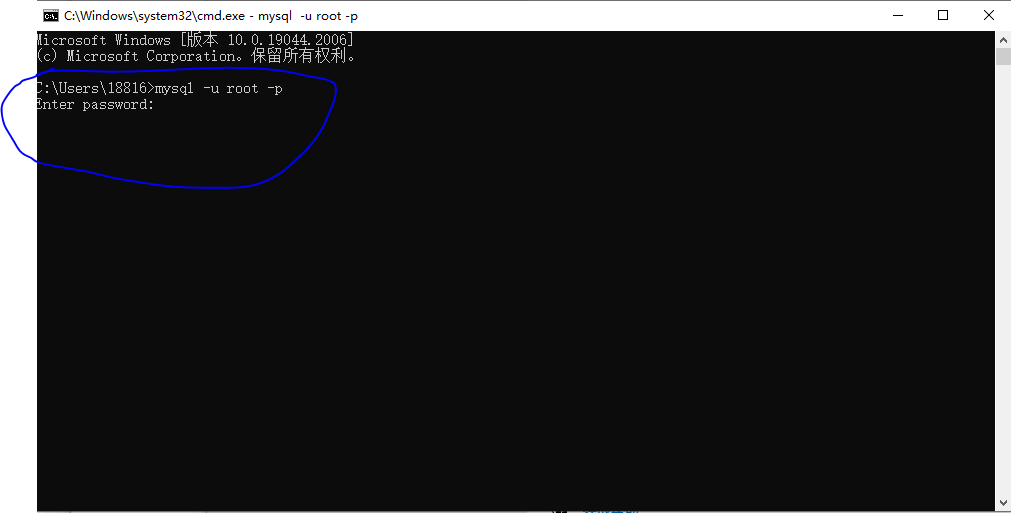 C:\Windows\system32\cmd.exe - mysql  -u root -p
Microsoft Windows [版本 10.0.19044.2006]
(c) Microsoft Corporation。保留所有权利。
C:\Users\18816>mysql -u root -p
Enter password: